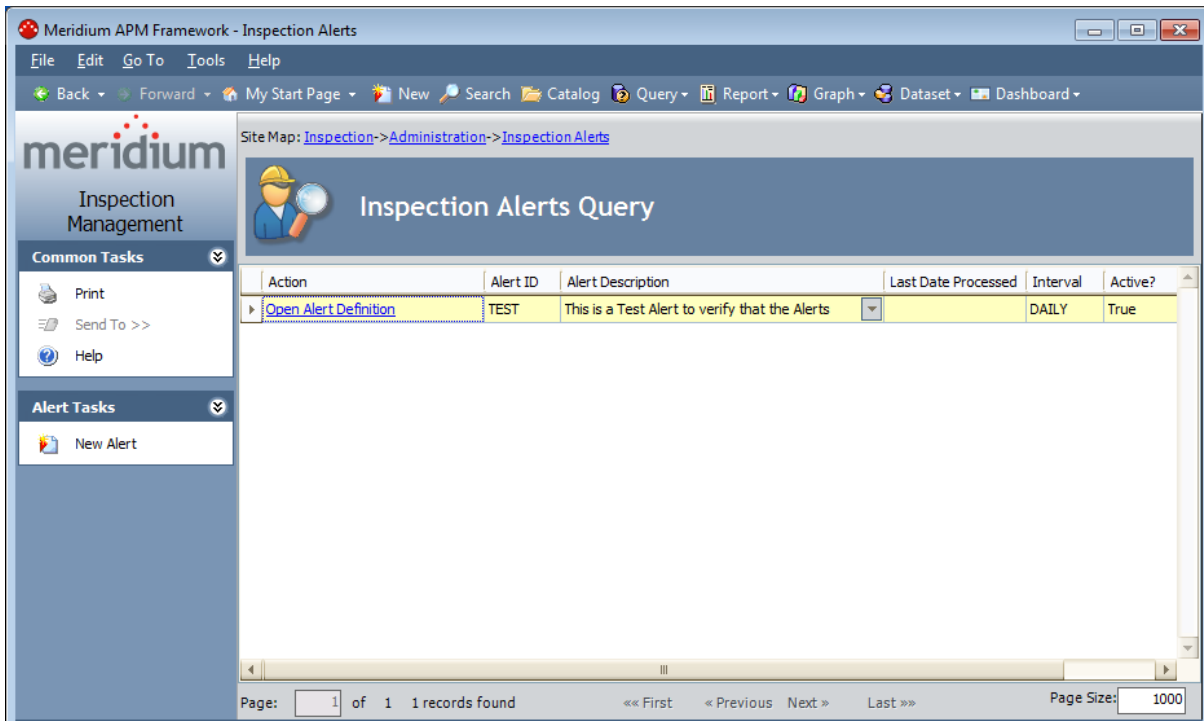 Meridium APM Framework - Inspection Alerts
File Edit Go To Tools Help
Back Forward My Start Page New Search Catalog Query Report Graph Dataset Dashboard
meridium
Inspection
Management
Common Tasks
Print
Send To >>
Help
Alert Tasks
New Alert
Site Map: Inspection->Administration->Inspection Alerts
Inspection Alerts Query
Action Alert ID Alert Description Last Date Processed Interval Active?
Open Alert Definition TEST This is a Test Alert to verify that the Alerts DAILY True
Page: 1 of 1 1 records found «« First « Previous Next » Last »» Page Size: 1000